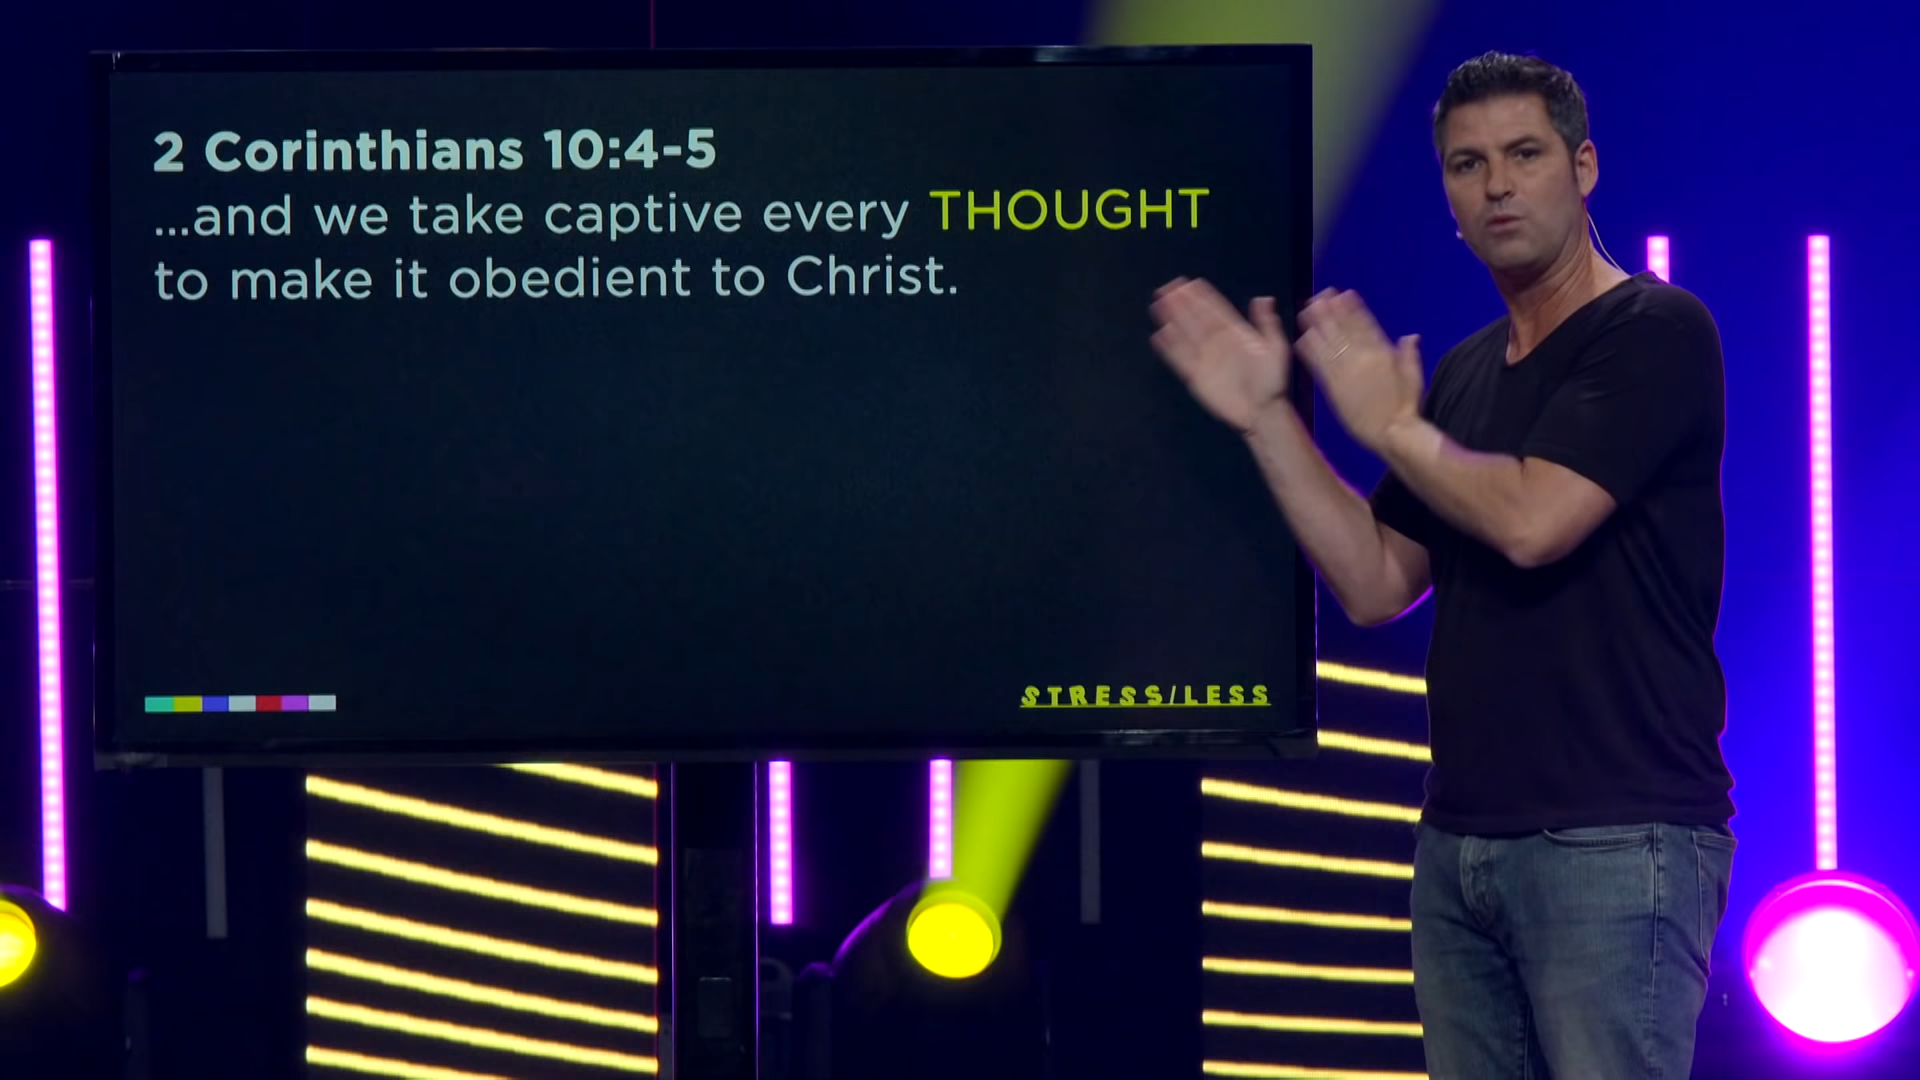 2 Corinthians 10:4-5
...and we take captive every THOUGHT
to make it obedient to Christ.
STRESS/LESS